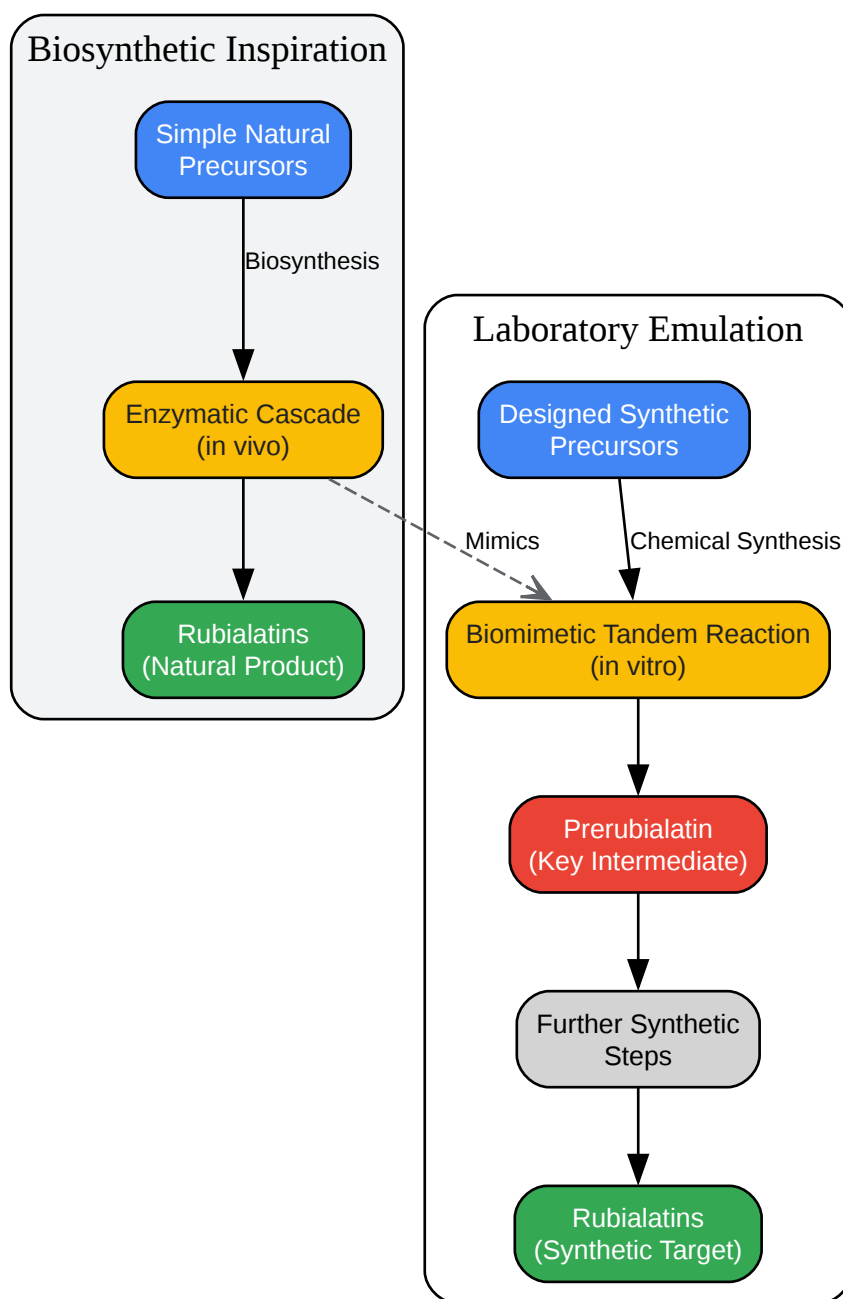 Biosynthetic Inspiration
Simple Natural
Precursors
Biosynthesis
Enzymatic Cascade
(in vivo)
Rubialatins
(Natural Product)
Laboratory Emulation
Designed Synthetic
Precursors
Mimics
Chemical Synthesis
Biomimetic Tandem Reaction
(in vitro)
Prerubialatin
(Key Intermediate)
Further Synthetic
Steps
Rubialatins
(Synthetic Target)